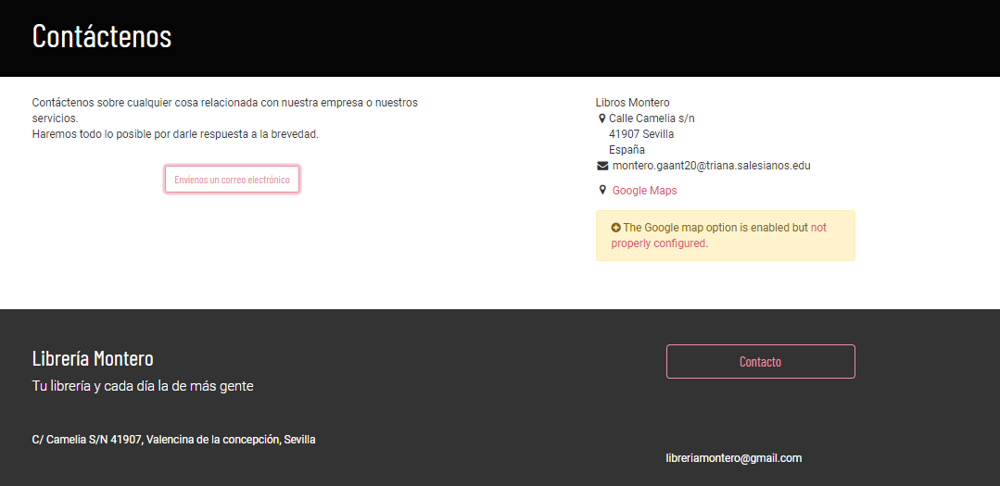 Contáctenos
Contáctenos sobre cualquier cosa relacionada con nuestra empresa o nuestros
servicios.
Haremos todo lo posible por darle respuesta a la brevedad.
Envíenos un correo electrónico
Libros Montero
Calle Camelia s/n
41907 Sevilla
España
montero.gaant20@triana.salesianos.edu
Google Maps
The Google map option is enabled but not
properly configured.
Librería Montero
Tu librería y cada día la de más gente
C/ Camelia S/N 41907, Valencina de la concepción, Sevilla
Contacto
libreriamontero@gmail.com